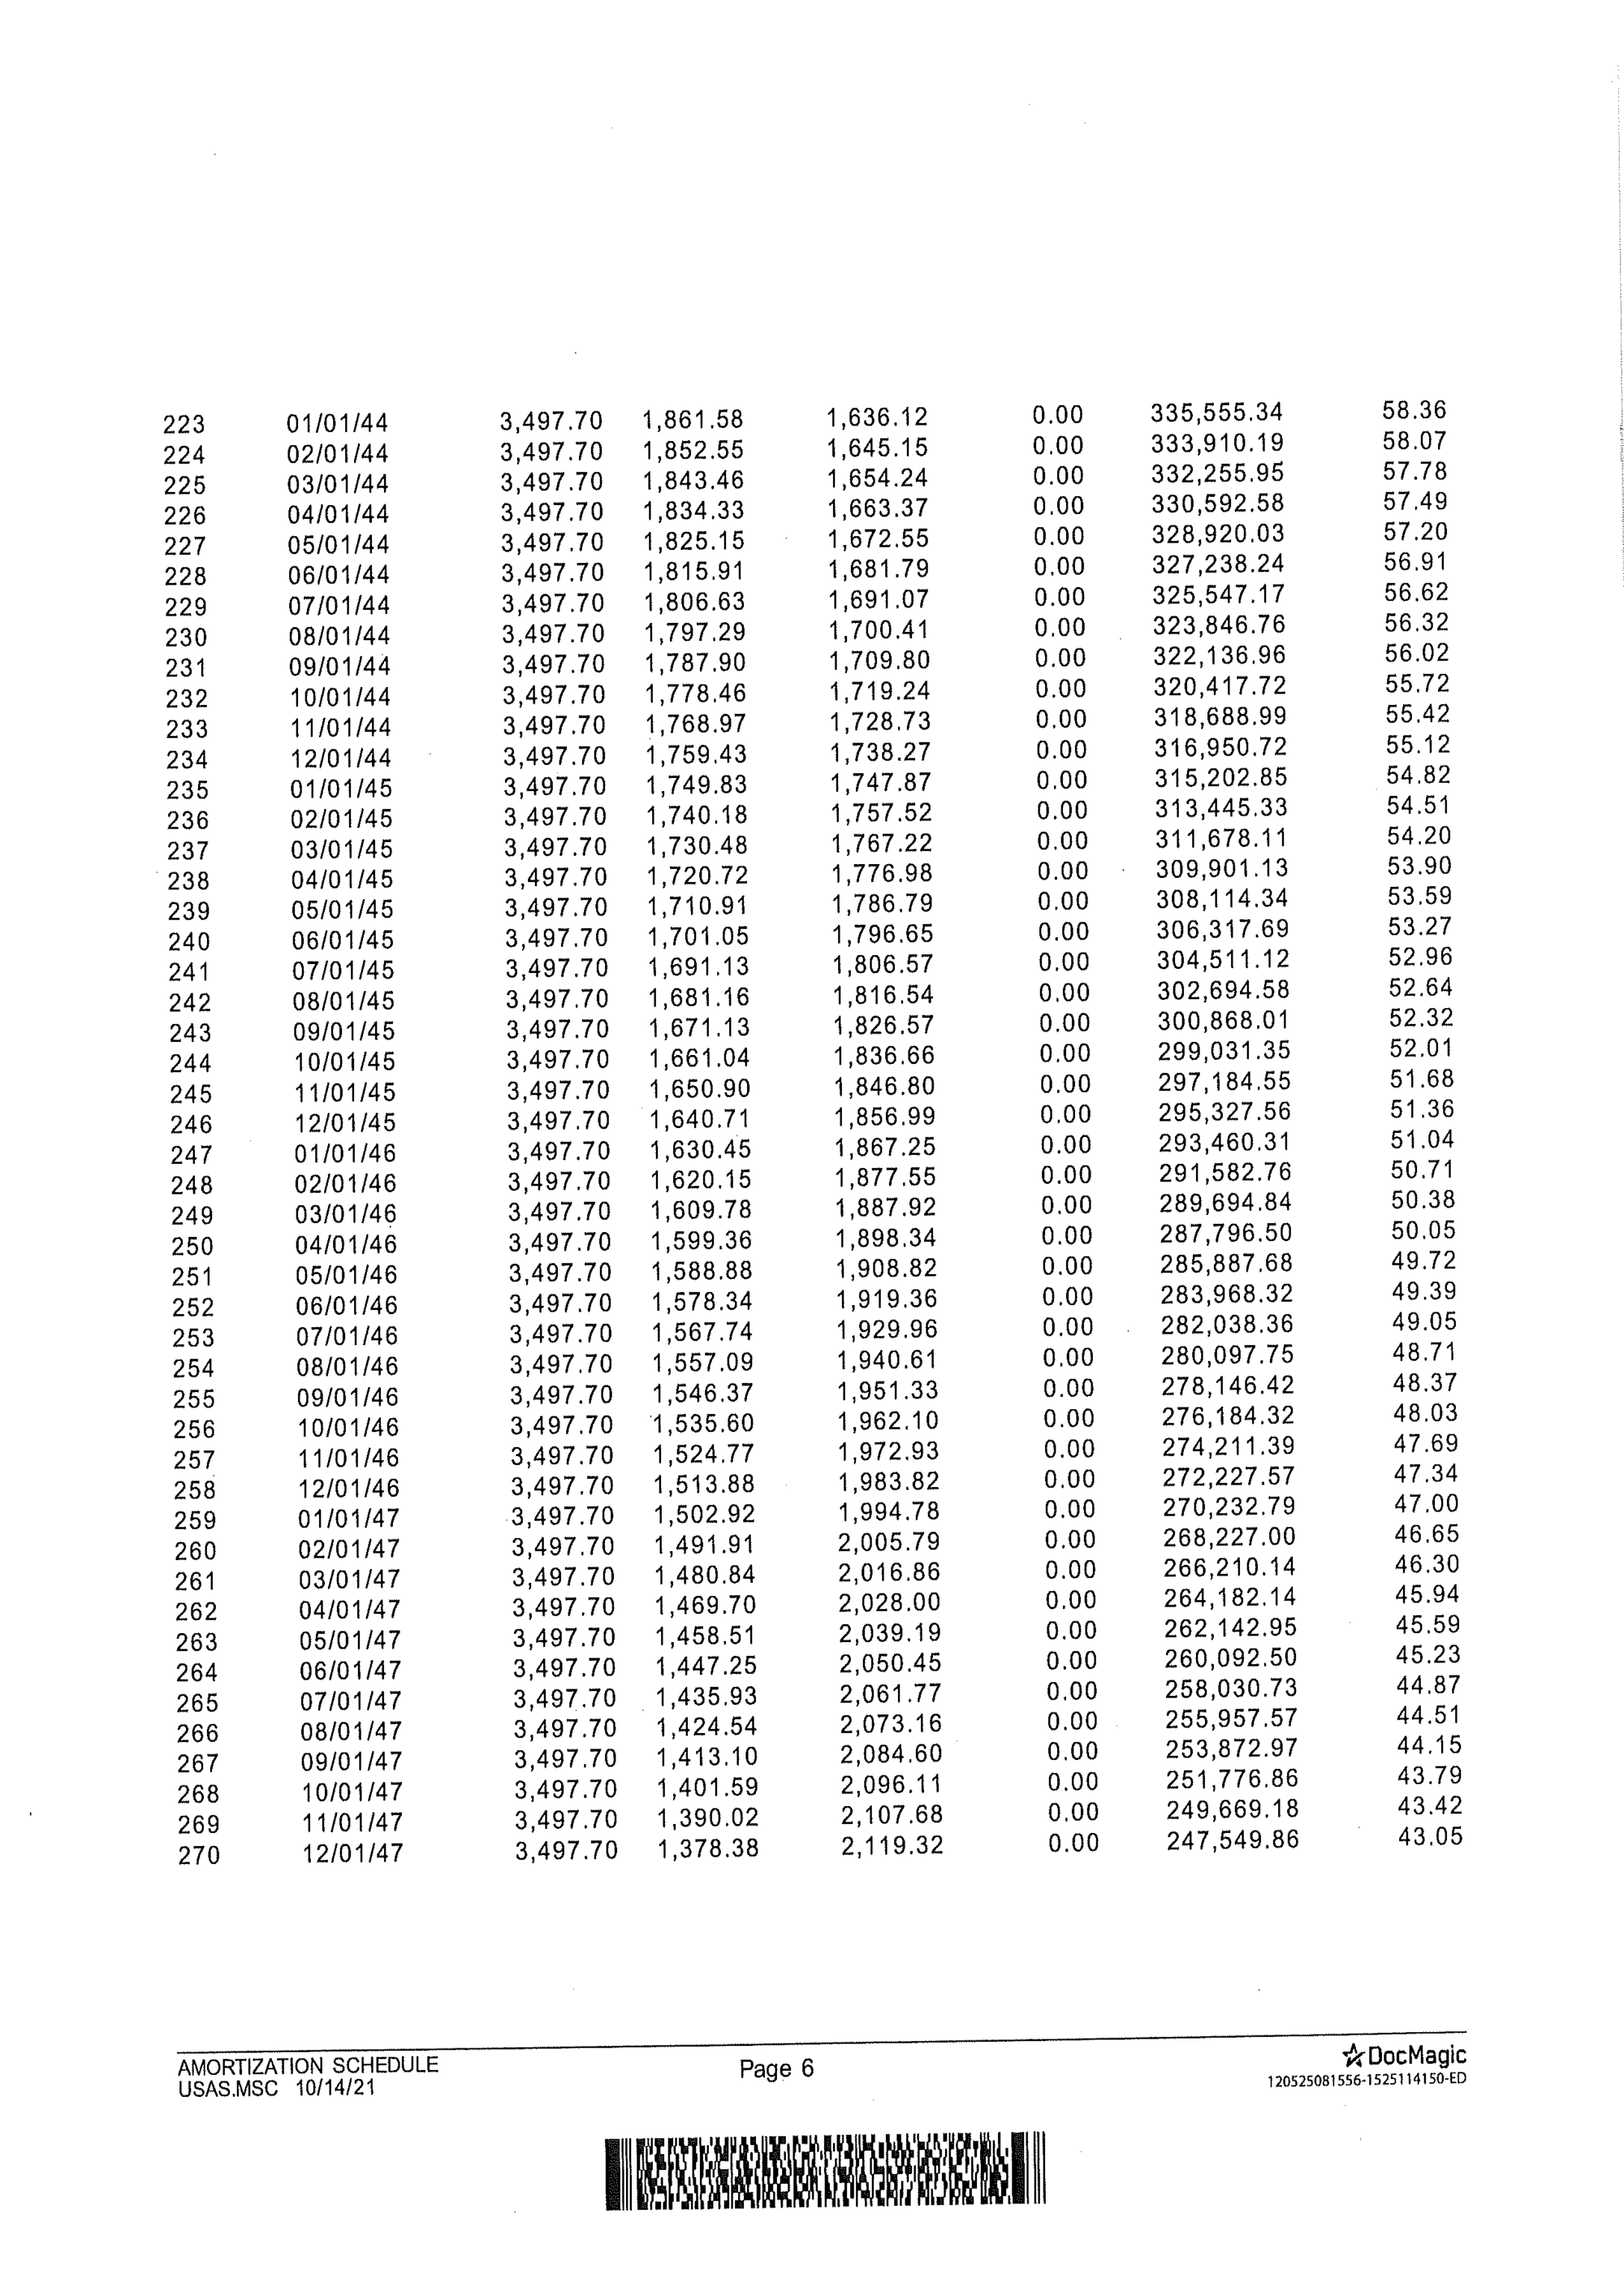 223 01/01/44 3,497.70 1,861.58 1,636.12 0.00 335,555.34 58.36
224 02/01/44 3,497.70 1,852.55 1,645.15 0.00 333,910.19 58.07
225 03/01/44 3,497.70 1,843.46 1,654.24 0.00 332,255.95 57.78
226 04/01/44 3,497.70 1,834.33 1,663.37 0.00 330,592.58 57.49
227 05/01/44 3,497.70 1,825.15 1,672.55 0.00 328,920.03 57.20
228 06/01/44 3,497.70 1,815.91 1,681.79 0.00 327,238.24 56.91
229 07/01/44 3,497.70 1,806.63 1,691.07 0.00 325,547.17 56.62
230 08/01/44 3,497.70 1,797.29 1,700.41 0.00 323,846.76 56.32
231 09/01/44 3,497.70 1,787.90 1,709.80 0.00 322,136.96 56.02
232 10/01/44 3,497.70 1,778.46 1,719.24 0.00 320,417.72 55.72
233 11/01/44 3,497.70 1,768.97 1,728.73 0.00 318,688.99 55.42
234 12/01/44 3,497.70 1,759.43 1,738.27 0.00 316,950.72 55.12
235 01/01/45 3,497.70 1,749.83 1,747.87 0.00 315,202.85 54.82
236 02/01/45 3,497.70 1,740.18 1,757.52 0.00 313,445.33 54.51
237 03/01/45 3,497.70 1,730.48 1,767.22 0.00 311,678.11 54.20
238 04/01/45 3,497.70 1,720.72 1,776.98 0.00 309,901.13 53.90
239 05/01/45 3,497.70 1,710.91 1,786.79 0.00 308,114.34 53.59
240 06/01/45 3,497.70 1,701.05 1,796.65 0.00 306,317.69 53.27
241 07/01/45 3,497.70 1,691.13 1,806.57 0.00 304,511.12 52.96
242 08/01/45 3,497.70 1,681.16 1,816.54 0.00 302,694.58 52.64
243 09/01/45 3,497.70 1,671.13 1,826.57 0.00 300,868.01 52.32
244 10/01/45 3,497.70 1,661.04 1,836.66 0.00 299,031.35 52.01
245 11/01/45 3,497.70 1,650.90 1,846.80 0.00 297,184.55 51.68
246 12/01/45 3,497.70 1,640.71 1,856.99 0.00 295,327.56 51.36
247 01/01/46 3,497.70 1,630.45 1,867.25 0.00 293,460.31 51.04
248 02/01/46 3,497.70 1,620.15 1,877.55 0.00 291,582.76 50.71
249 03/01/46 3,497.70 1,609.78 1,887.92 0.00 289,694.84 50.38
250 04/01/46 3,497.70 1,599.36 1,898.34 0.00 287,796.50 50.05
251 05/01/46 3,497.70 1,588.88 1,908.82 0.00 285,887.68 49.72
252 06/01/46 3,497.70 1,578.34 1,919.36 0.00 283,968.32 49.39
253 07/01/46 3,497.70 1,567.74 1,929.96 0.00 282,038.36 49.05
254 08/01/46 3,497.70 1,557.09 1,940.61 0.00 280,097.75 48.71
255 09/01/46 3,497.70 1,546.37 1,951.33 0.00 278,146.42 48.37
256 10/01/46 3,497.70 1,535.60 1,962.10 0.00 276,184.32 48.03
257 11/01/46 3,497.70 1,524.77 1,972.93 0.00 274,211.39 47.69
258 12/01/46 3,497.70 1,513.88 1,983.82 0.00 272,227.57 47.34
259 01/01/47 3,497.70 1,502.92 1,994.78 0.00 270,232.79 47.00
260 02/01/47 3,497.70 1,491.91 2,005.79 0.00 268,227.00 46.65
261 03/01/47 3,497.70 1,480.84 2,016.86 0.00 266,210.14 46.30
262 04/01/47 3,497.70 1,469.70 2,028.00 0.00 264,182.14 45.94
263 05/01/47 3,497.70 1,458.51 2,039.19 0.00 262,142.95 45.59
264 06/01/47 3,497.70 1,447.25 2,050.45 0.00 260,092.50 45.23
265 07/01/47 3,497.70 1,435.93 2,061.77 0.00 258,030.73 44.87
266 08/01/47 3,497.70 1,424.54 2,073.16 0.00 255,957.57 44.51
267 09/01/47 3,497.70 1,413.10 2,084.60 0.00 253,872.97 44.15
268 10/01/47 3,497.70 1,401.59 2,096.11 0.00 251,776.86 43.79
269 11/01/47 3,497.70 1,390.02 2,107.68 0.00 249,669.18 43.42
270 12/01/47 3,497.70 1,378.38 2,119.32 0.00 247,549.86 43.05
AMORTIZATION SCHEDULE
USAS.MSC 10/14/21
Page 6
DocMagic
120525081556-1525114150-ED